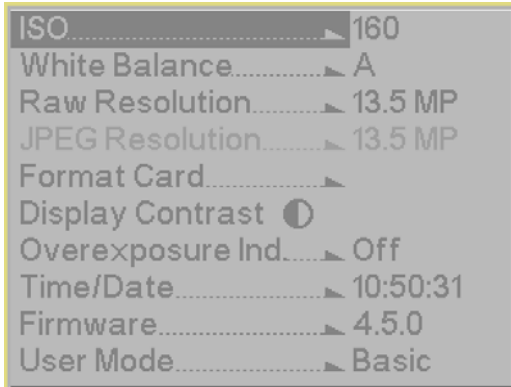 ISO........................ 160
White Balance............ A
Raw Resolution......... 13.5 MP
JPEG Resolution....... 13.5 MP
Format Card..............
Display Contrast
Overexposure Ind...... Off
Time/Date.................. 10:50:31
Firmware.................... 4.5.0
User Mode................. Basic